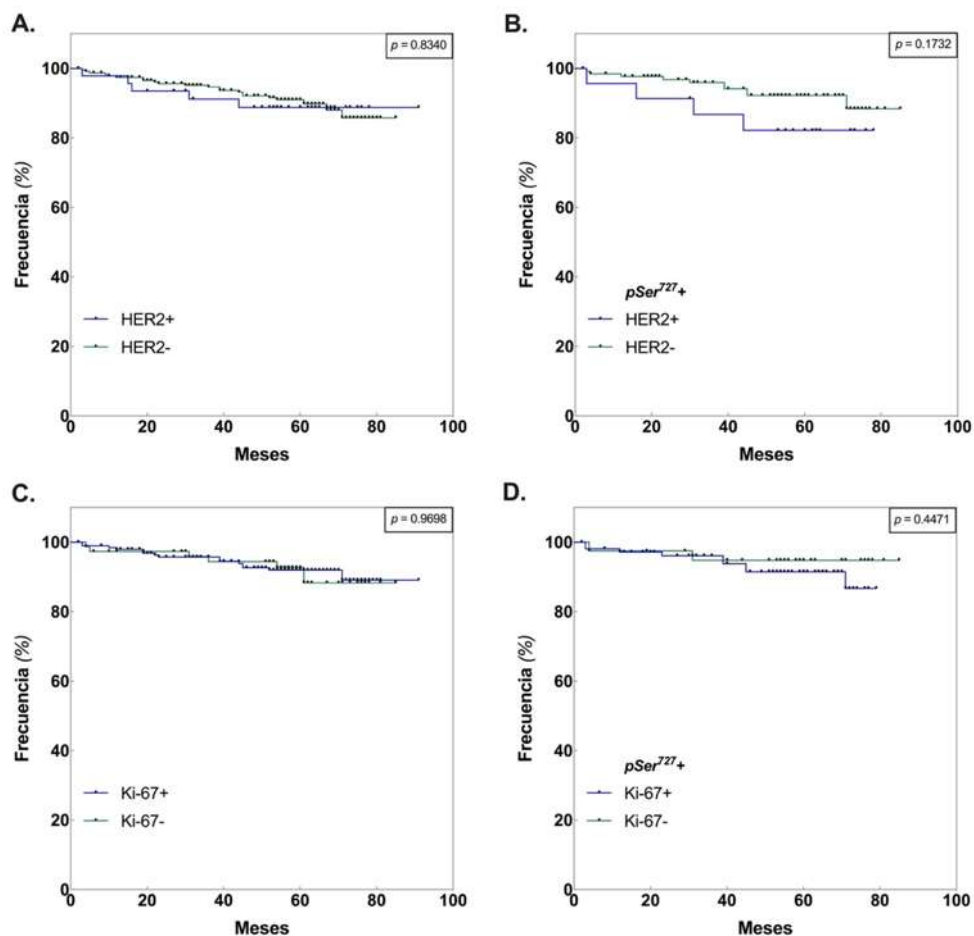 A.
p = 0.8340
100
80
60
40
20
0
Frecuencia (%)
HER2+
HER2-
0 20 40 60 80 100
Meses
B.
p = 0.1732
100
80
60
40
20
0
Frecuencia (%)
pSer727+
HER2+
HER2-
0 20 40 60 80 100
Meses
C.
p = 0.9698
100
80
60
40
20
0
Frecuencia (%)
Ki-67+
Ki-67-
0 20 40 60 80 100
Meses
D.
p = 0.4471
100
80
60
40
20
0
Frecuencia (%)
pSer727+
Ki-67+
Ki-67-
0 20 40 60 80 100
Meses